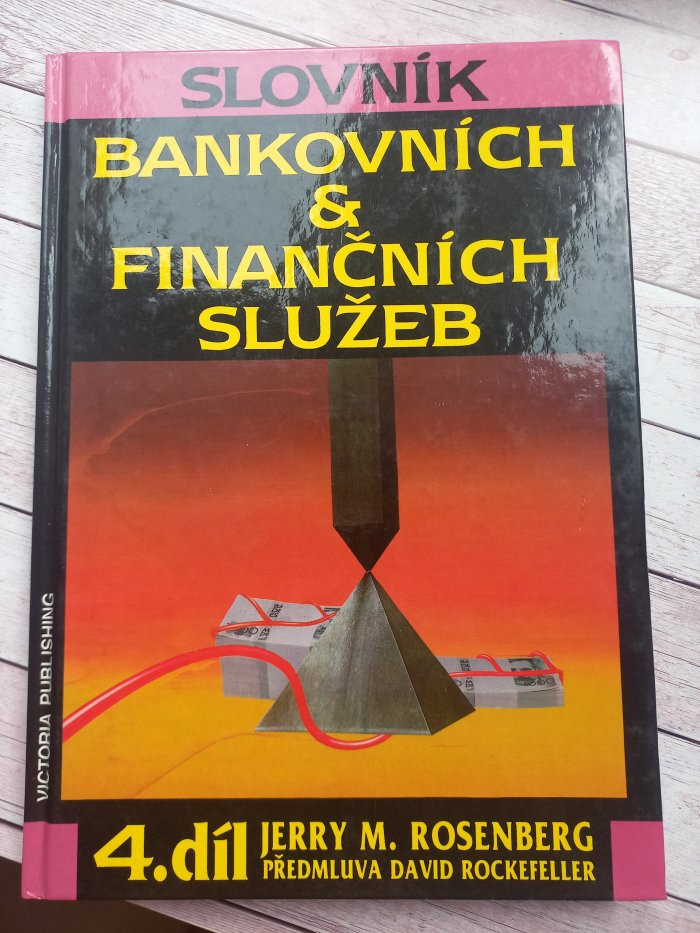 SLOVNÍK
BANKOVNÍCH
&
FINANČNÍCH
SLUŽEB
VICTORIA PUBLISHING
4.díl
JERRY M. ROSENBERG
PŘEDMLUVA DAVID ROCKEFELLER